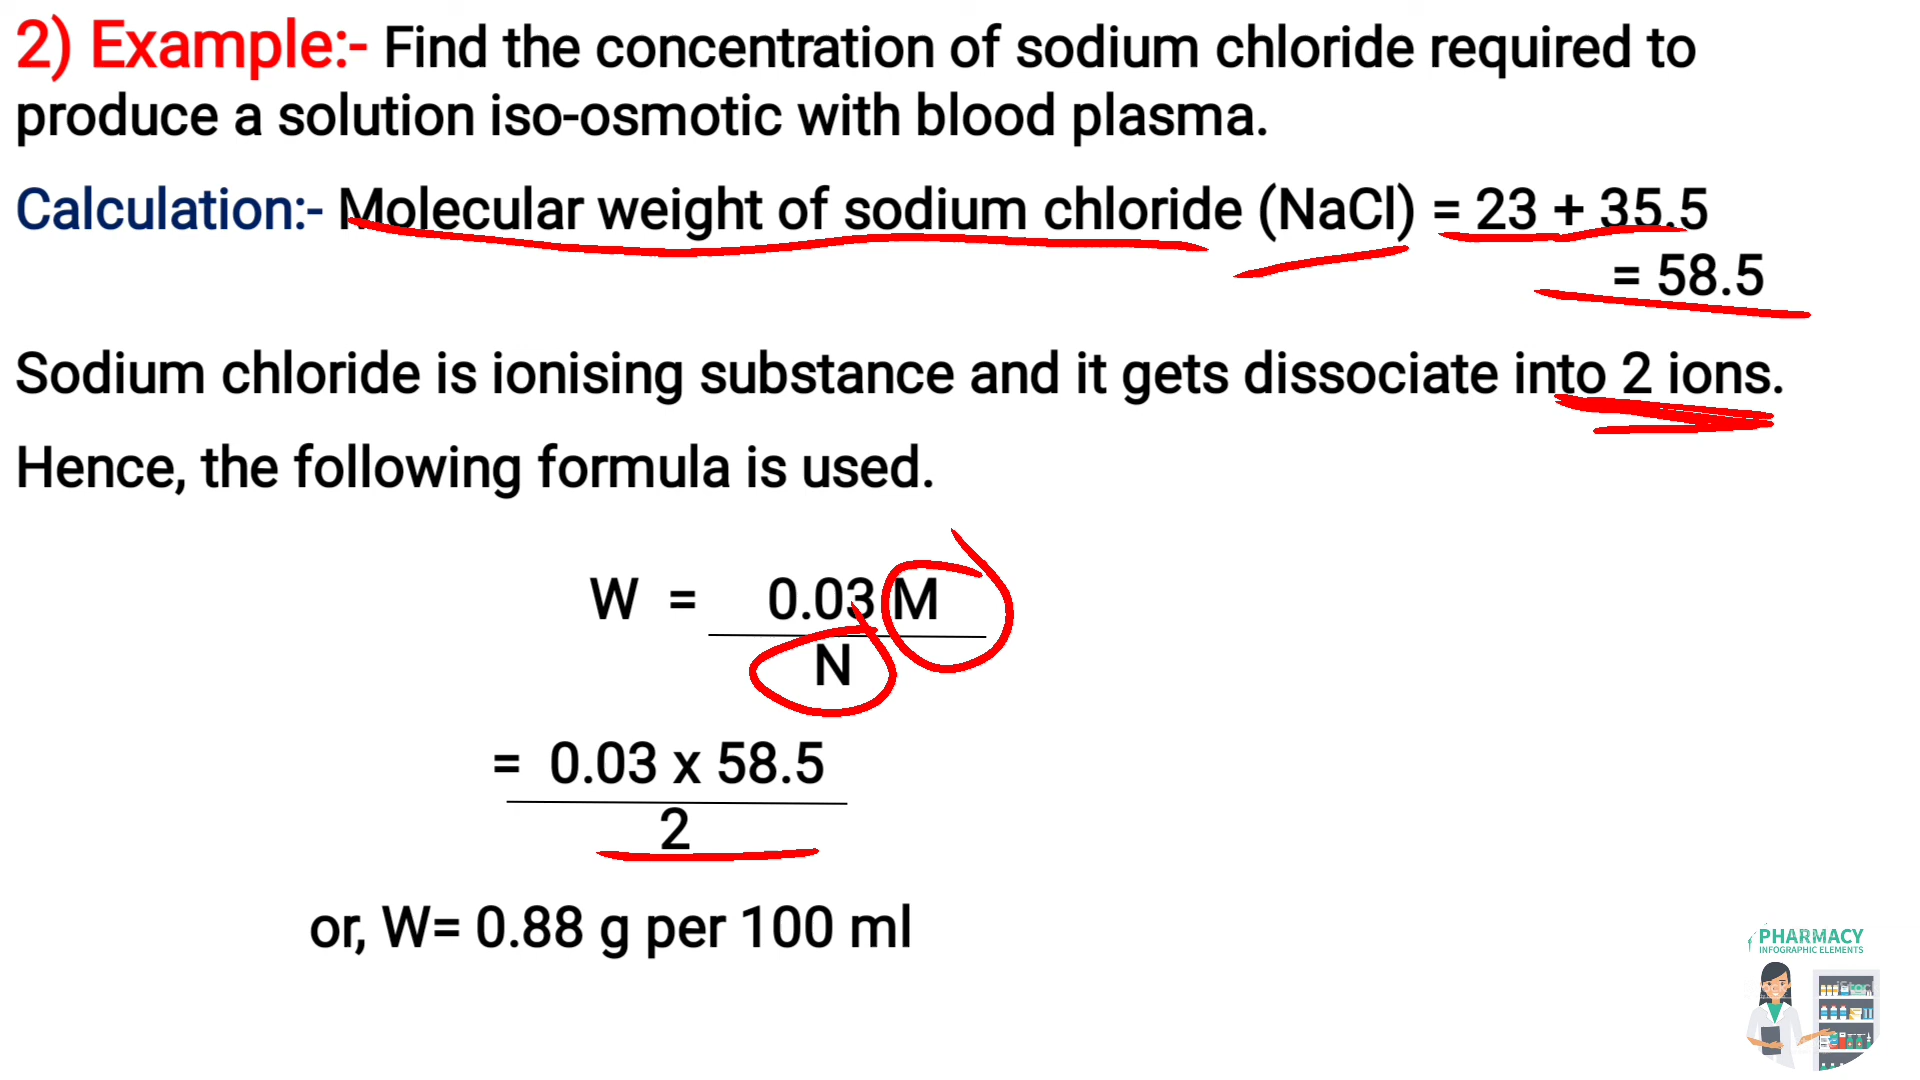 2) Example:- Find the concentration of sodium chloride required to
produce a solution iso-osmotic with blood plasma.
Calculation:- Molecular weight of sodium chloride (NaCl) = 23 + 35.5
= 58.5
Sodium chloride is ionising substance and it gets dissociate into 2 ions.
Hence, the following formula is used.
W = 0.03 M
N
= 0.03 x 58.5
2
or, W= 0.88 g per 100 ml
PHARMACY
INFOGRAPHIC ELEMENTS